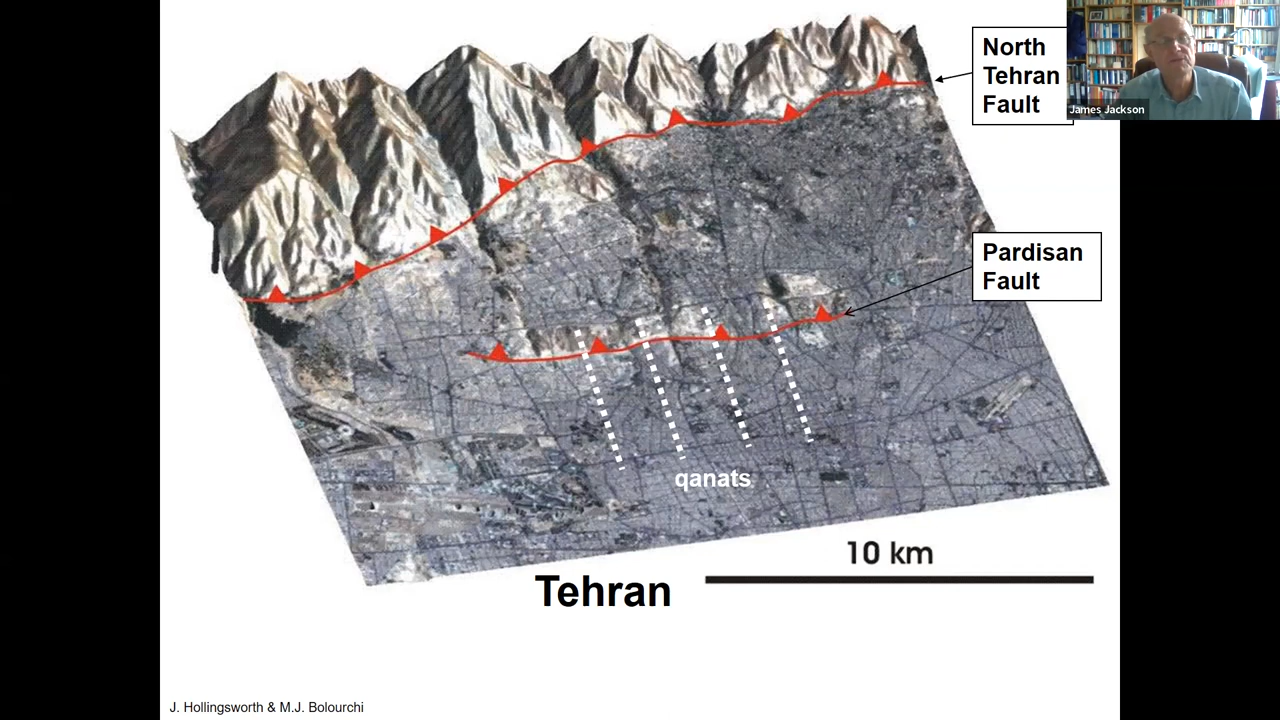 North
Tehran
Fault
James Jackson
Pardisan
Fault
qanats
10 km
Tehran
J. Hollingsworth & M.J. Bolourchi